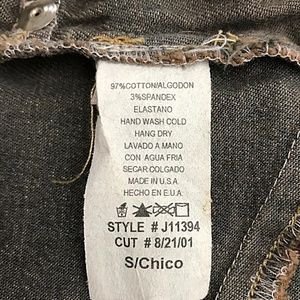 97%COTTON/ALGODON
3%SPANDEX
ELASTANO
HAND WASH COLD
HANG DRY
LAVADO A MANO
CON AGUA FRIA
SECAR COLGADO
MADE IN U.S.A.
HECHO EN E.U.A.
STYLE # J11394
CUT # 8/21/01
S/Chico